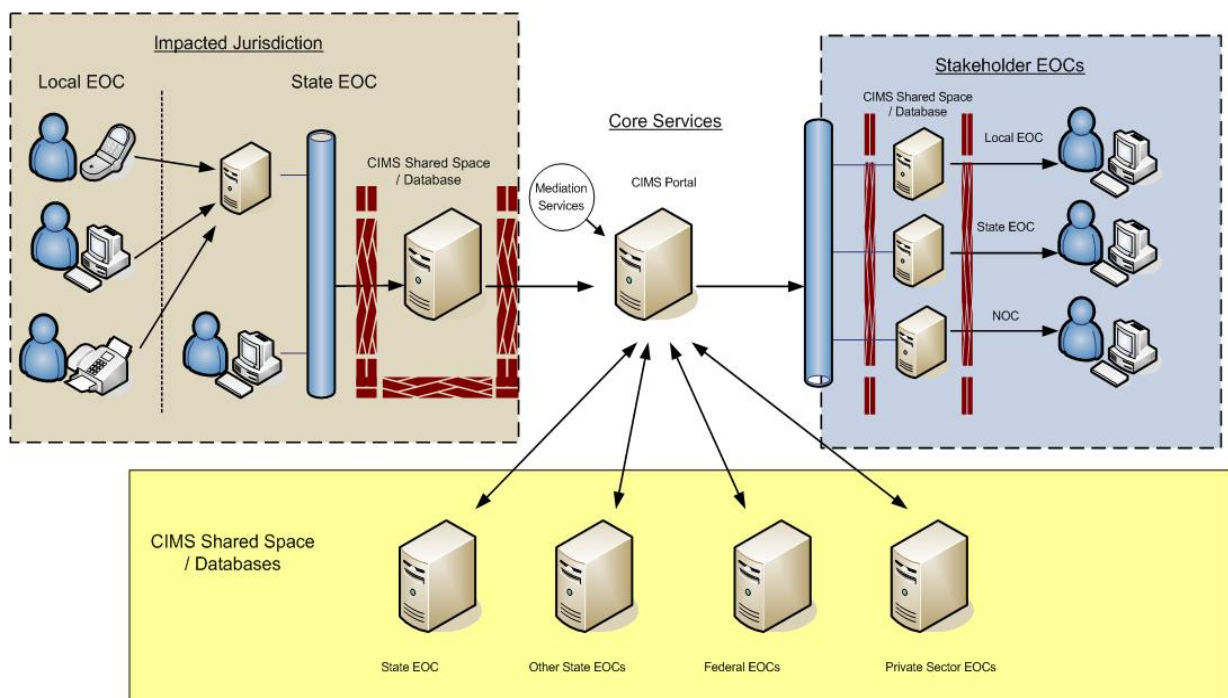 Impacted Jurisdiction
Local EOC
State EOC
CIMS Shared Space
/ Database
Core Services
Mediation
Services
CIMS Portal
Stakeholder EOCs
CIMS Shared Space
/ Database
Local EOC
State EOC
NOC
CIMS Shared Space
/ Databases
State EOC
Other State EOCs
Federal EOCs
Private Sector EOCs